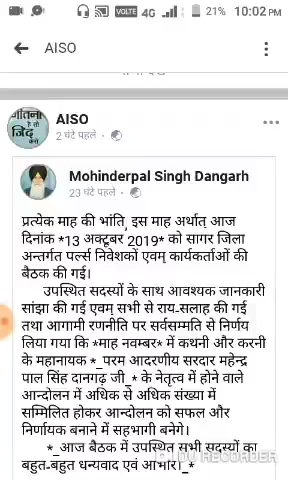 VOLTE 4G 21% 10:02 PM
AISO
जीतना
है तो
जिद
करो
AISO
2 घंटे पहले
Mohinderpal Singh Dangarh
23 घंटे पहले
प्रत्येक माह की भांति, इस माह अर्थात् आज
दिनांक *13 अक्टूबर 2019* को सागर जिला
अन्तर्गत पर्ल्स निवेशकों एवम् कार्यकर्ताओं की
बैठक की गई।
उपस्थित सदस्यों के साथ आवश्यक जानकारी
सांझा की गई एवम् सभी से राय-सलाह की गई
तथा आगामी रणनीति पर सर्वसम्मति से निर्णय
लिया गया कि *माह नवम्बर* में कथनी और करनी
के महानायक *_परम आदरणीय सरदार महेन्द्र
पाल सिंह दानगढ़ जी_* के नेतृत्व में होने वाले
आन्दोलन में अधिक से अधिक संख्या में
सम्मिलित होकर आन्दोलन को सफल और
निर्णायक बनाने में सहभागी बनेगे।
*_आज बैठक में उपस्थित सभी सदस्यों का
बहुत-बहुत धन्यवाद एवं आभार।_*
DU RECORDER